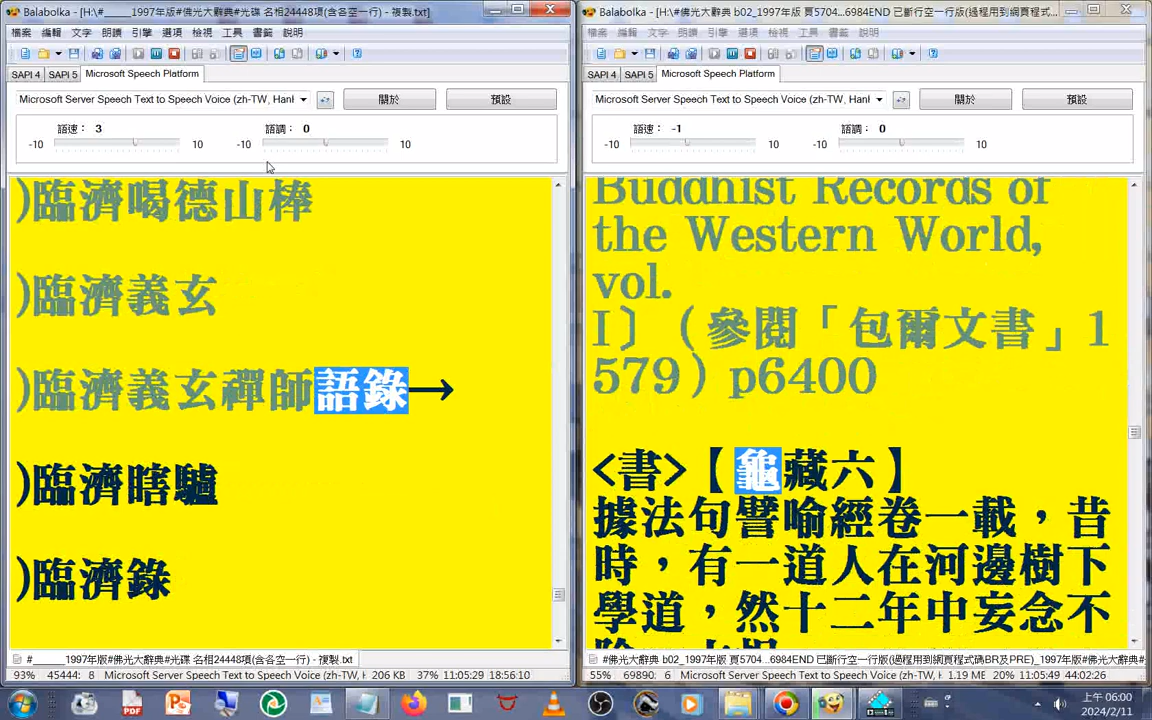 Balabolka - [H:\#_____1997年版#佛光大辭典#光碟 名相24448項(含各空一行) - 複製.txt]
檔案 編輯 文字 朗讀 引擎 選項 檢視 工具 書籤 說明
SAPI 4 SAPI 5 Microsoft Speech Platform
Microsoft Server Speech Text to Speech Voice (zh-TW, Hanl
關於
預設
語速： 3
語調： 0
-10 10 -10 10
)臨濟喝德山棒
)臨濟義玄
)臨濟義玄禪師語錄→
)臨濟瞎驢
)臨濟錄
#_____1997年版#佛光大辭典#光碟 名相24448項(含各空一行) - 複製.txt
93% 45444: 8 Microsoft Server Speech Text to Speech Voice (zh-TW, H 206 KB 37% 11:05:29 18:56:10
Balabolka - [H:\#佛光大辭典 b02_1997年版 頁5704...6984END 已斷行空一行版(過程用到網頁程式...
檔案 編輯 文字 朗讀 引擎 選項 檢視 工具 書籤 說明
SAPI 4 SAPI 5 Microsoft Speech Platform
Microsoft Server Speech Text to Speech Voice (zh-TW, Hanl
關於
預設
語速： -1
語調： 0
-10 10 -10 10
Buddhist Records of
the Western World,
vol.
I〕（參閱「包爾文書」1
579）p6400
<書>【龜藏六】
據法句譬喻經卷一載，昔
時，有一道人在河邊樹下
學道，然十二年中妄念不
#佛光大辭典 b02_1997年版 頁5704...6984END 已斷行空一行版(過程用到網頁程式碼BR及PRE)_1997年版#
55% 69890: 6 Microsoft Server Speech Text to Speech Voice (zh-TW, H 1.19 MB 20% 11:05:49 44:02:26
上午 06:00
2024/2/11